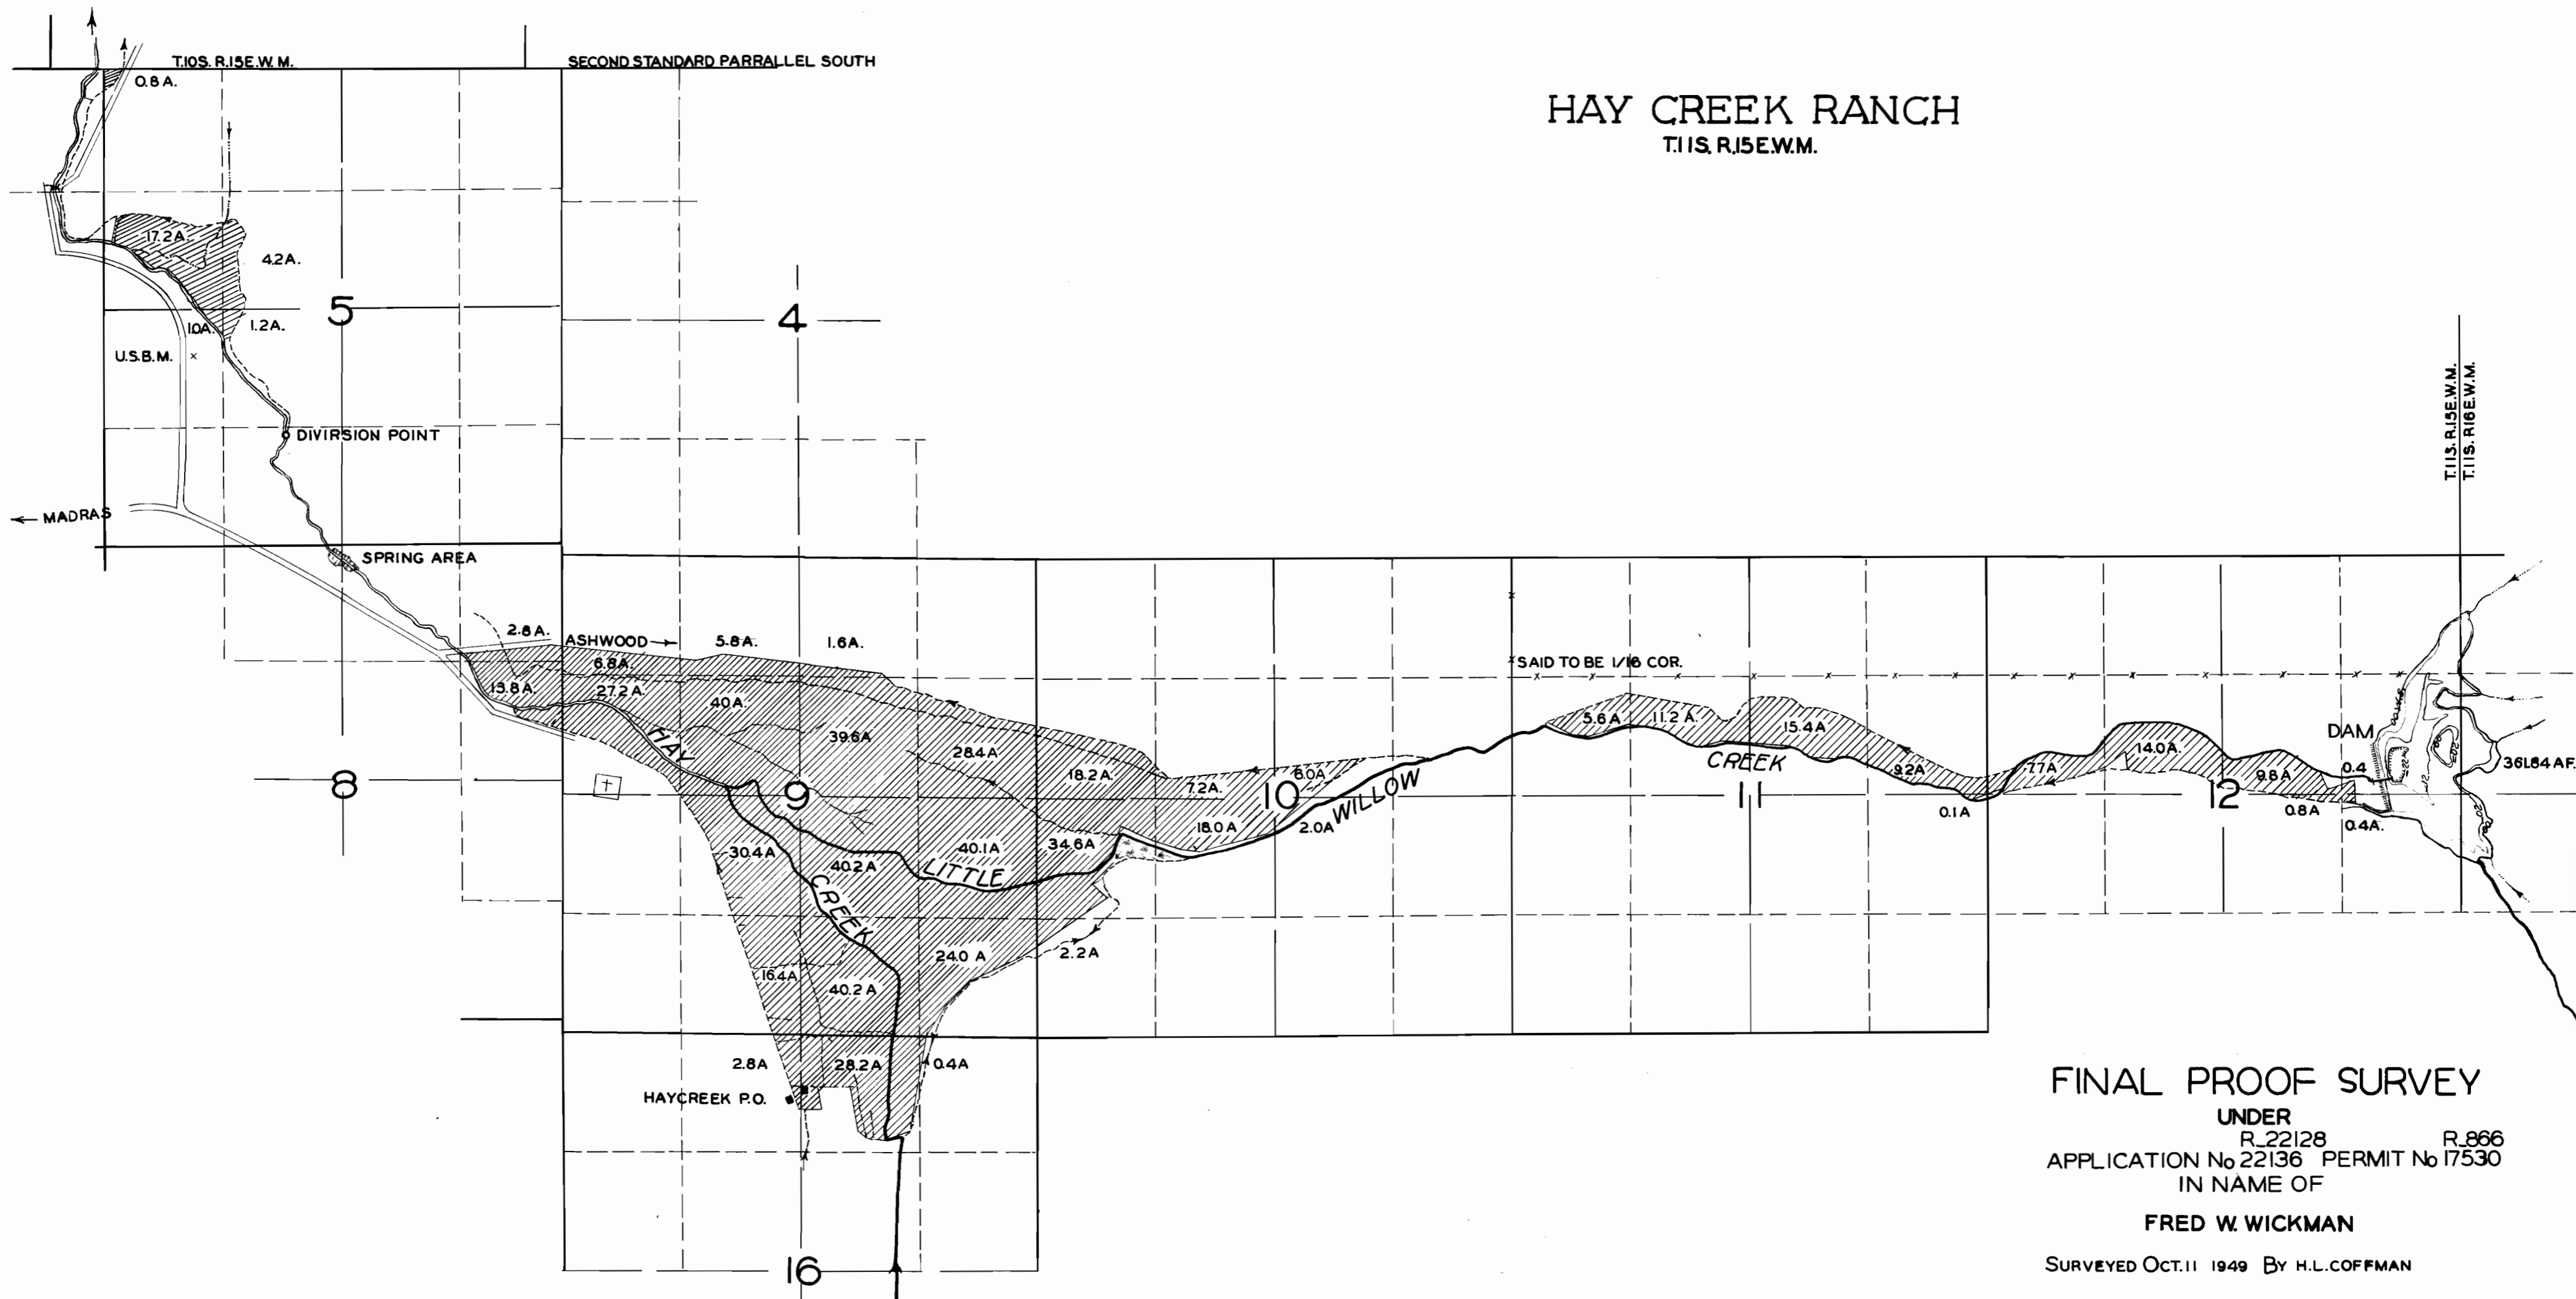 HAY CREEK RANCH
T.11S. R.15E.W.M.
T.10S. R.15E.W.M.
SECOND STANDARD PARRALLEL SOUTH
0.8A.
17.2A.
4.2A.
5
4
1.0A.
1.2A.
U.S.B.M. x
DIVIRSION POINT
← MADRAS
SPRING AREA
T.11S. R.15E.W.M.
T.11S. R16E.W.M.
2.8A.
ASHWOOD →
5.8A.
1.6A.
6.8A.
13.8A.
27.2A.
40A.
39.6A
28.4A
18.2A.
7.2A.
6.0A
SAID TO BE 1/16 COR.
5.6A
11.2A.
15.4A
9.2A
7.7A
14.0A.
9.8A
0.4
DAM
361.84 AF.
8
9
10
11
12
HAY
CREEK
LITTLE
WILLOW
CREEK
18.0A
2.0A
0.1A
0.8A
0.4A.
30.4A
40.2A
40.1A
34.6A
16.4A
40.2A
24.0 A
2.2A
2.8A
28.2A
0.4A
HAYCREEK P.O.
16
FINAL PROOF SURVEY
UNDER
R_22128 R_866
APPLICATION No 22136 PERMIT No 17530
IN NAME OF
FRED W. WICKMAN
SURVEYED OCT. 11 1949 BY H.L.COFFMAN